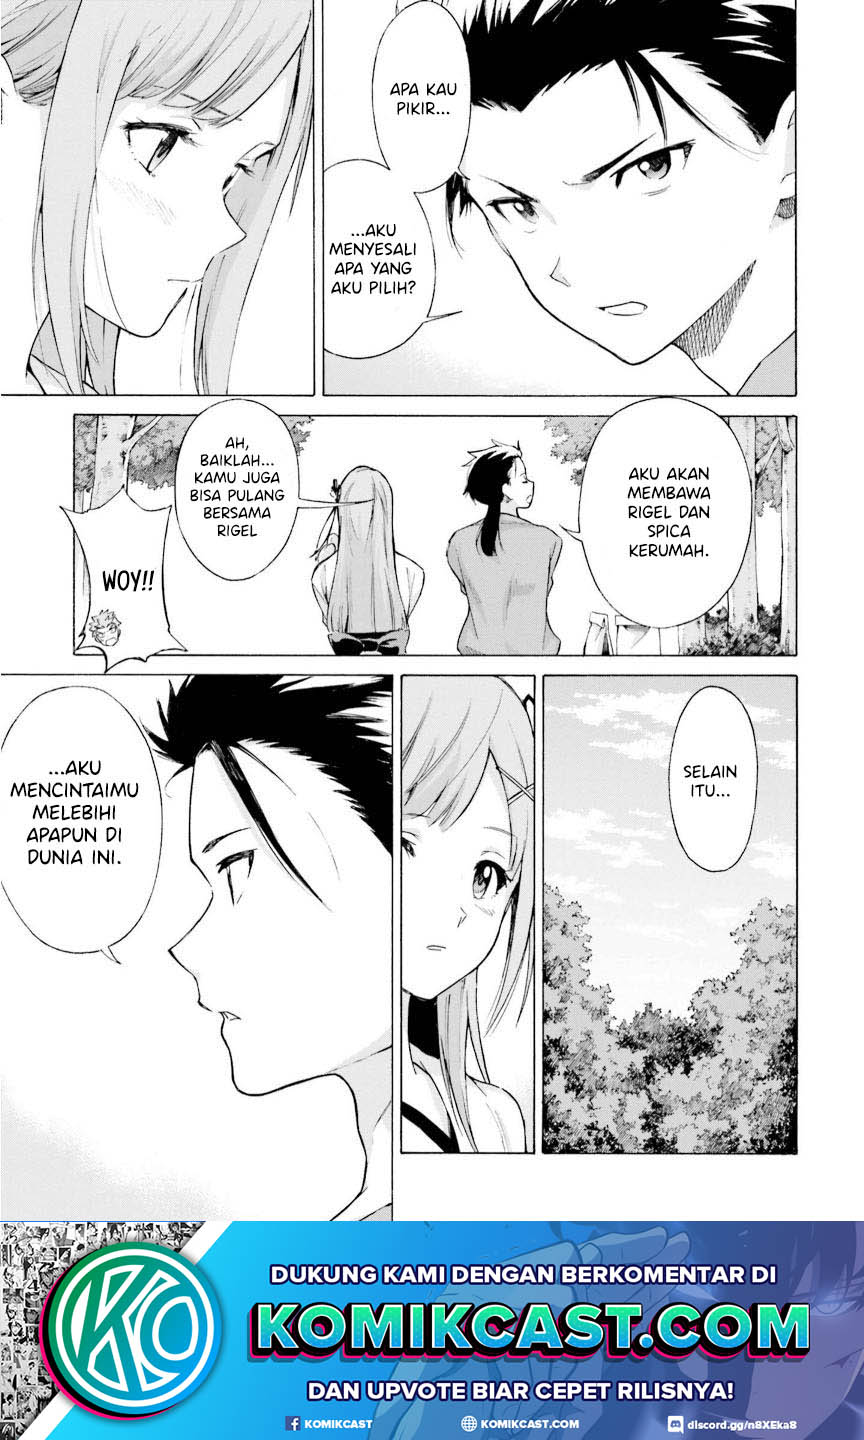 APA KAU
PIKIR...
...AKU
MENYESALI
APA YANG
AKU PILIH?
AKU AKAN
MEMBAWA
RIGEL DAN
SPICA
KERUMAH.
AH,
BAIKLAH...
KAMU JUGA
BISA PULANG
BERSAMA
RIGEL
WOY!!
SELAIN
ITU...
...AKU
MENCINTAIMU
MELEBIHI
APAPUN DI
DUNIA INI.
KC
DUKUNG KAMI DENGAN BERKOMENTAR DI
KOMIKCAST.COM
DAN UPVOTE BIAR CEPET RILISNYA!
KOMIKCAST
KOMIKCAST.COM
discord.gg/n8XEka8